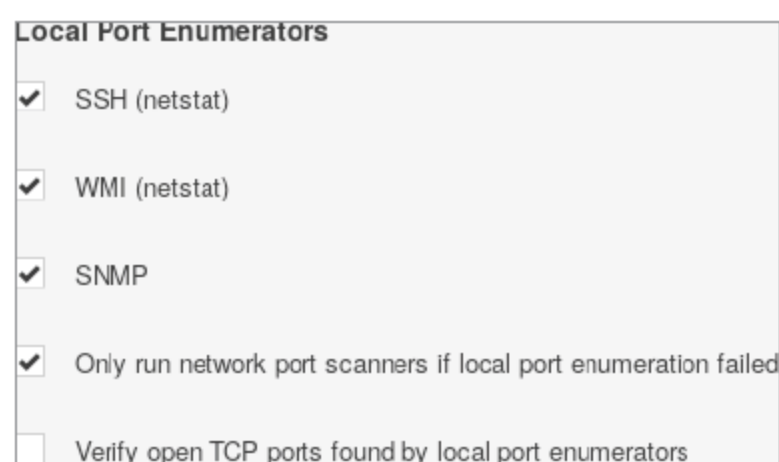 Local Port Enumerators
SSH (netstat)
WMI (netstat)
SNMP
Only run network port scanners if local port enumeration failed
Verify open TCP ports found by local port enumerators